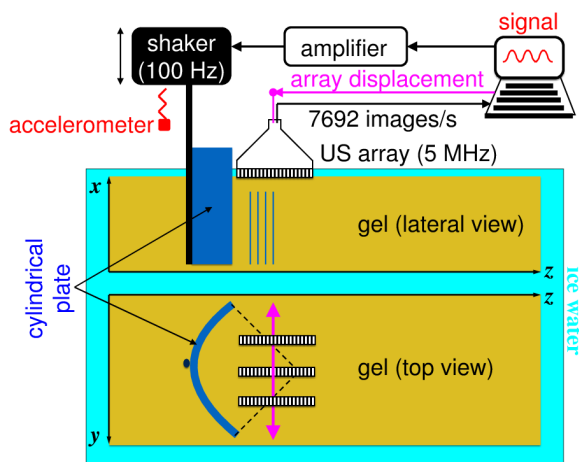 signal
shaker
(100 Hz)
amplifier
array displacement
accelerometer
7692 images/s
US array (5 MHz)
x
gel (lateral view)
z
cylindrical
plate
z
ice water
gel (top view)
y